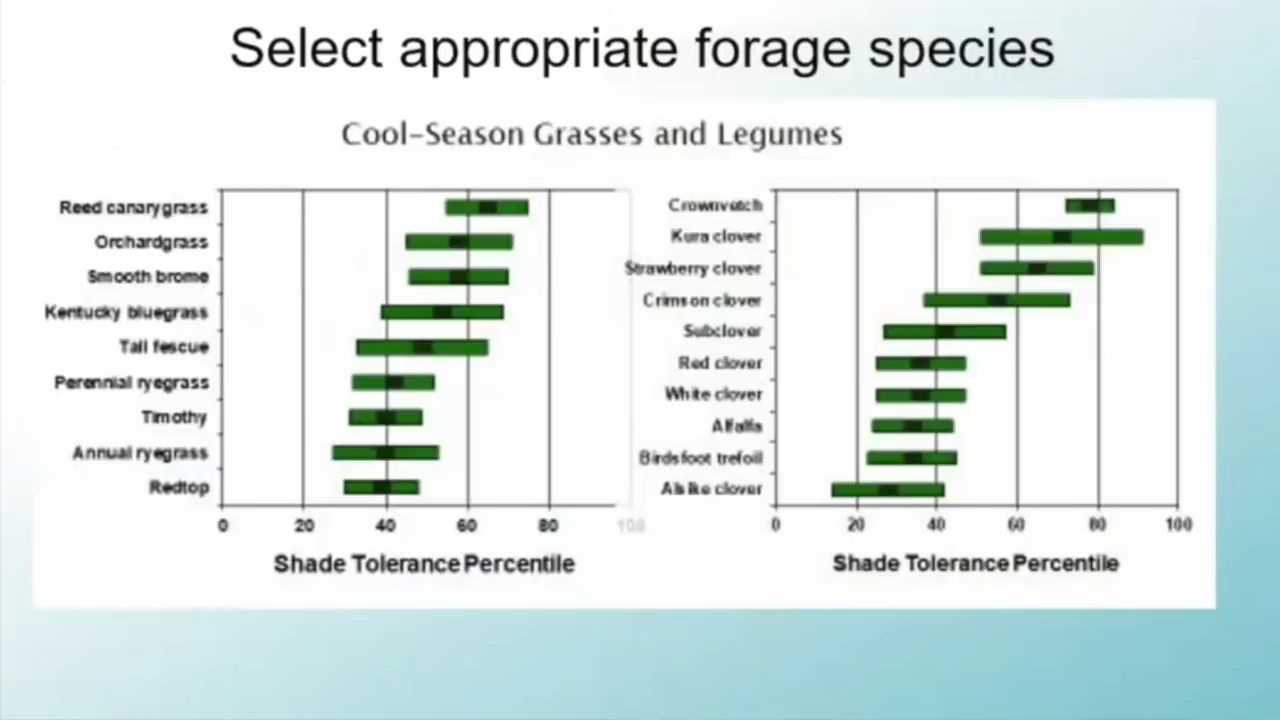 Select appropriate forage species
Cool-Season Grasses and Legumes
Reed canarygrass
Orchardgrass
Smooth brome
Kentucky bluegrass
Tall fescue
Perennial ryegrass
Timothy
Annual ryegrass
Redtop
0 20 40 60 80 100
Shade Tolerance Percentile
Crownvetch
Kura clover
Strawberry clover
Crimson clover
Subclover
Red clover
White clover
Alfalfa
Birdsfoot trefoil
Alsike clover
0 20 40 60 80 100
Shade Tolerance Percentile